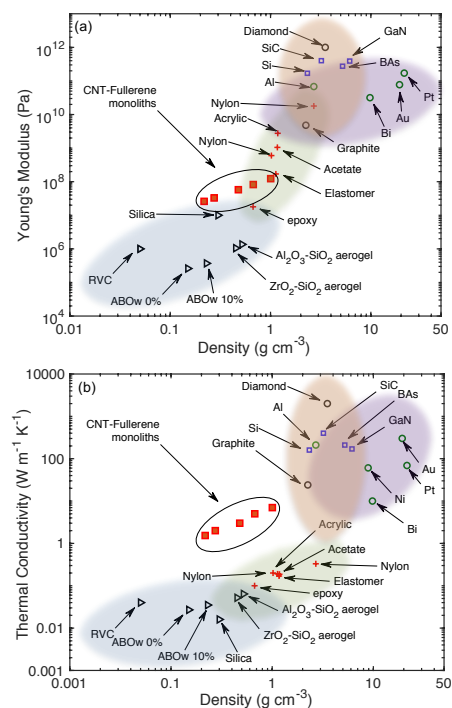 (a)
Diamond
GaN
SiC
Si
BAs
Al
CNT-Fullerene
monoliths
Nylon
Acrylic
Pt
Au
Bi
Graphite
Nylon
Acetate
Elastomer
Silica
epoxy
Al2O3-SiO2 aerogel
RVC
ABOw 0%
ABOw 10%
ZrO2-SiO2 aerogel
Young's Modulus (Pa)
10^12
10^10
10^8
10^6
10^4
0.01 0.1 1 10 50
Density (g cm^-3)
(b)
Diamond
SiC
Al
BAs
Si
GaN
CNT-Fullerene
monoliths
Graphite
Au
Ni
Pt
Bi
Acrylic
Acetate
Nylon
Nylon
Elastomer
epoxy
Al2O3-SiO2 aerogel
RVC
ABOw 0%
ZrO2-SiO2 aerogel
ABOw 10%
Silica
Thermal Conductivity (W m^-1 K^-1)
10000
100
1
0.01
0.001
0.001 0.1 1 10 50
Density (g cm^-3)